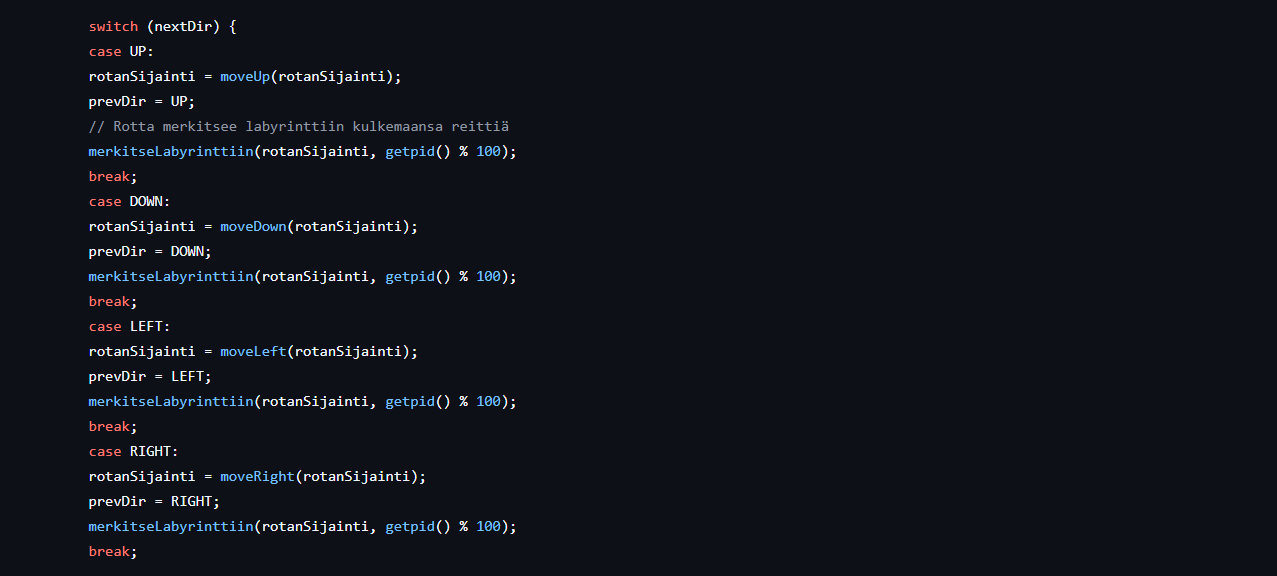 switch (nextDir) {
case UP:
rotanSijainti = moveUp(rotanSijainti);
prevDir = UP;
// Rotta merkitsee labyrinttiin kulkemaansa reittiä
merkitseLabyrinttiin(rotanSijainti, getpid() % 100);
break;
case DOWN:
rotanSijainti = moveDown(rotanSijainti);
prevDir = DOWN;
merkitseLabyrinttiin(rotanSijainti, getpid() % 100);
break;
case LEFT:
rotanSijainti = moveLeft(rotanSijainti);
prevDir = LEFT;
merkitseLabyrinttiin(rotanSijainti, getpid() % 100);
break;
case RIGHT:
rotanSijainti = moveRight(rotanSijainti);
prevDir = RIGHT;
merkitseLabyrinttiin(rotanSijainti, getpid() % 100);
break;